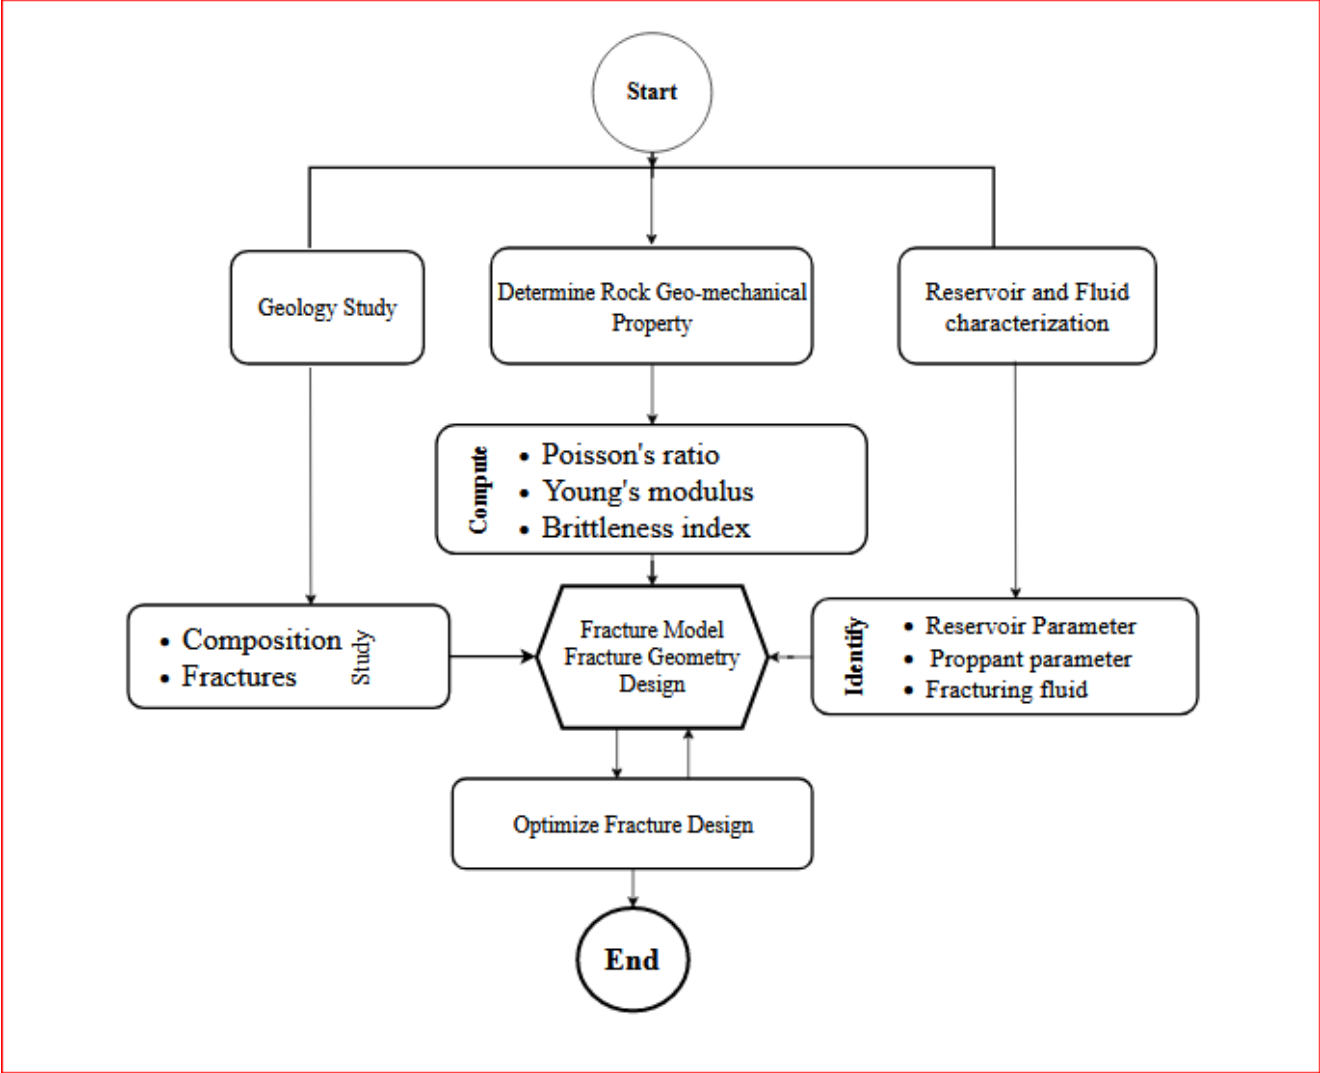 Start
Geology Study
Determine Rock Geo-mechanical
Property
Reservoir and Fluid
characterization
Compute
• Poisson's ratio
• Young's modulus
• Brittleness index
• Composition
• Fractures
Study
Fracture Model
Fracture Geometry
Design
Identify
• Reservoir Parameter
• Proppant parameter
• Fracturing fluid
Optimize Fracture Design
End